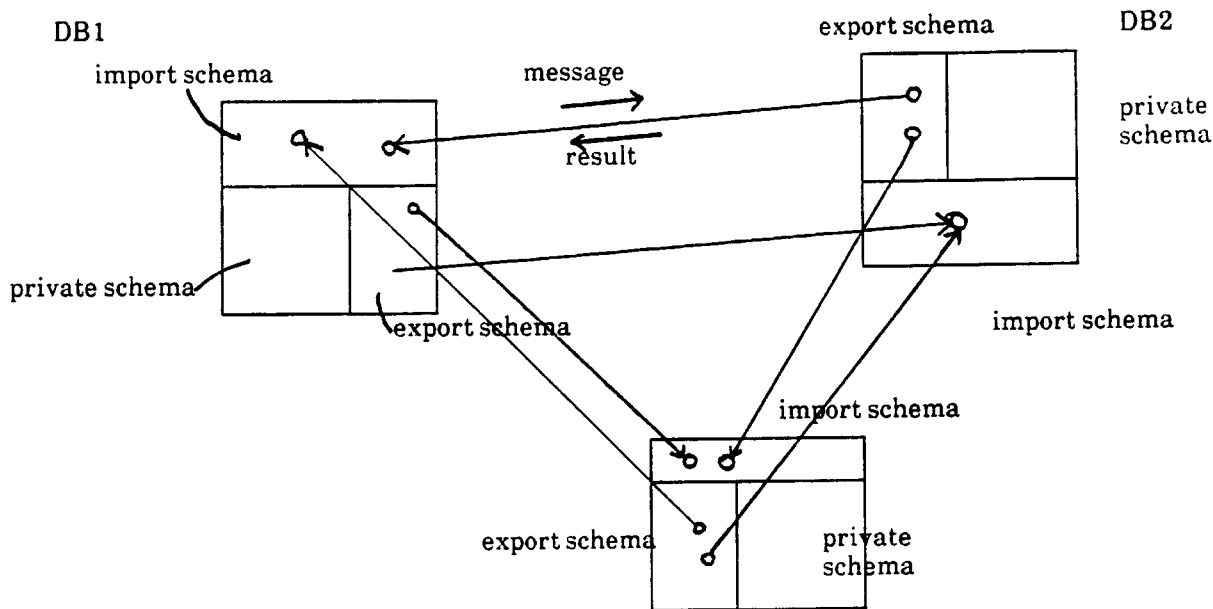 DB1
export schema
DB2
import schema
message
private
schema
result
private schema
export schema
import schema
import schema
export schema
private
schema